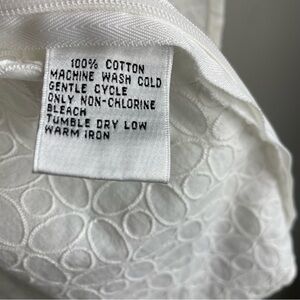 100% COTTON
MACHINE WASH COLD
GENTLE CYCLE
ONLY NON-CHLORINE
BLEACH
TUMBLE DRY LOW
WARM IRON